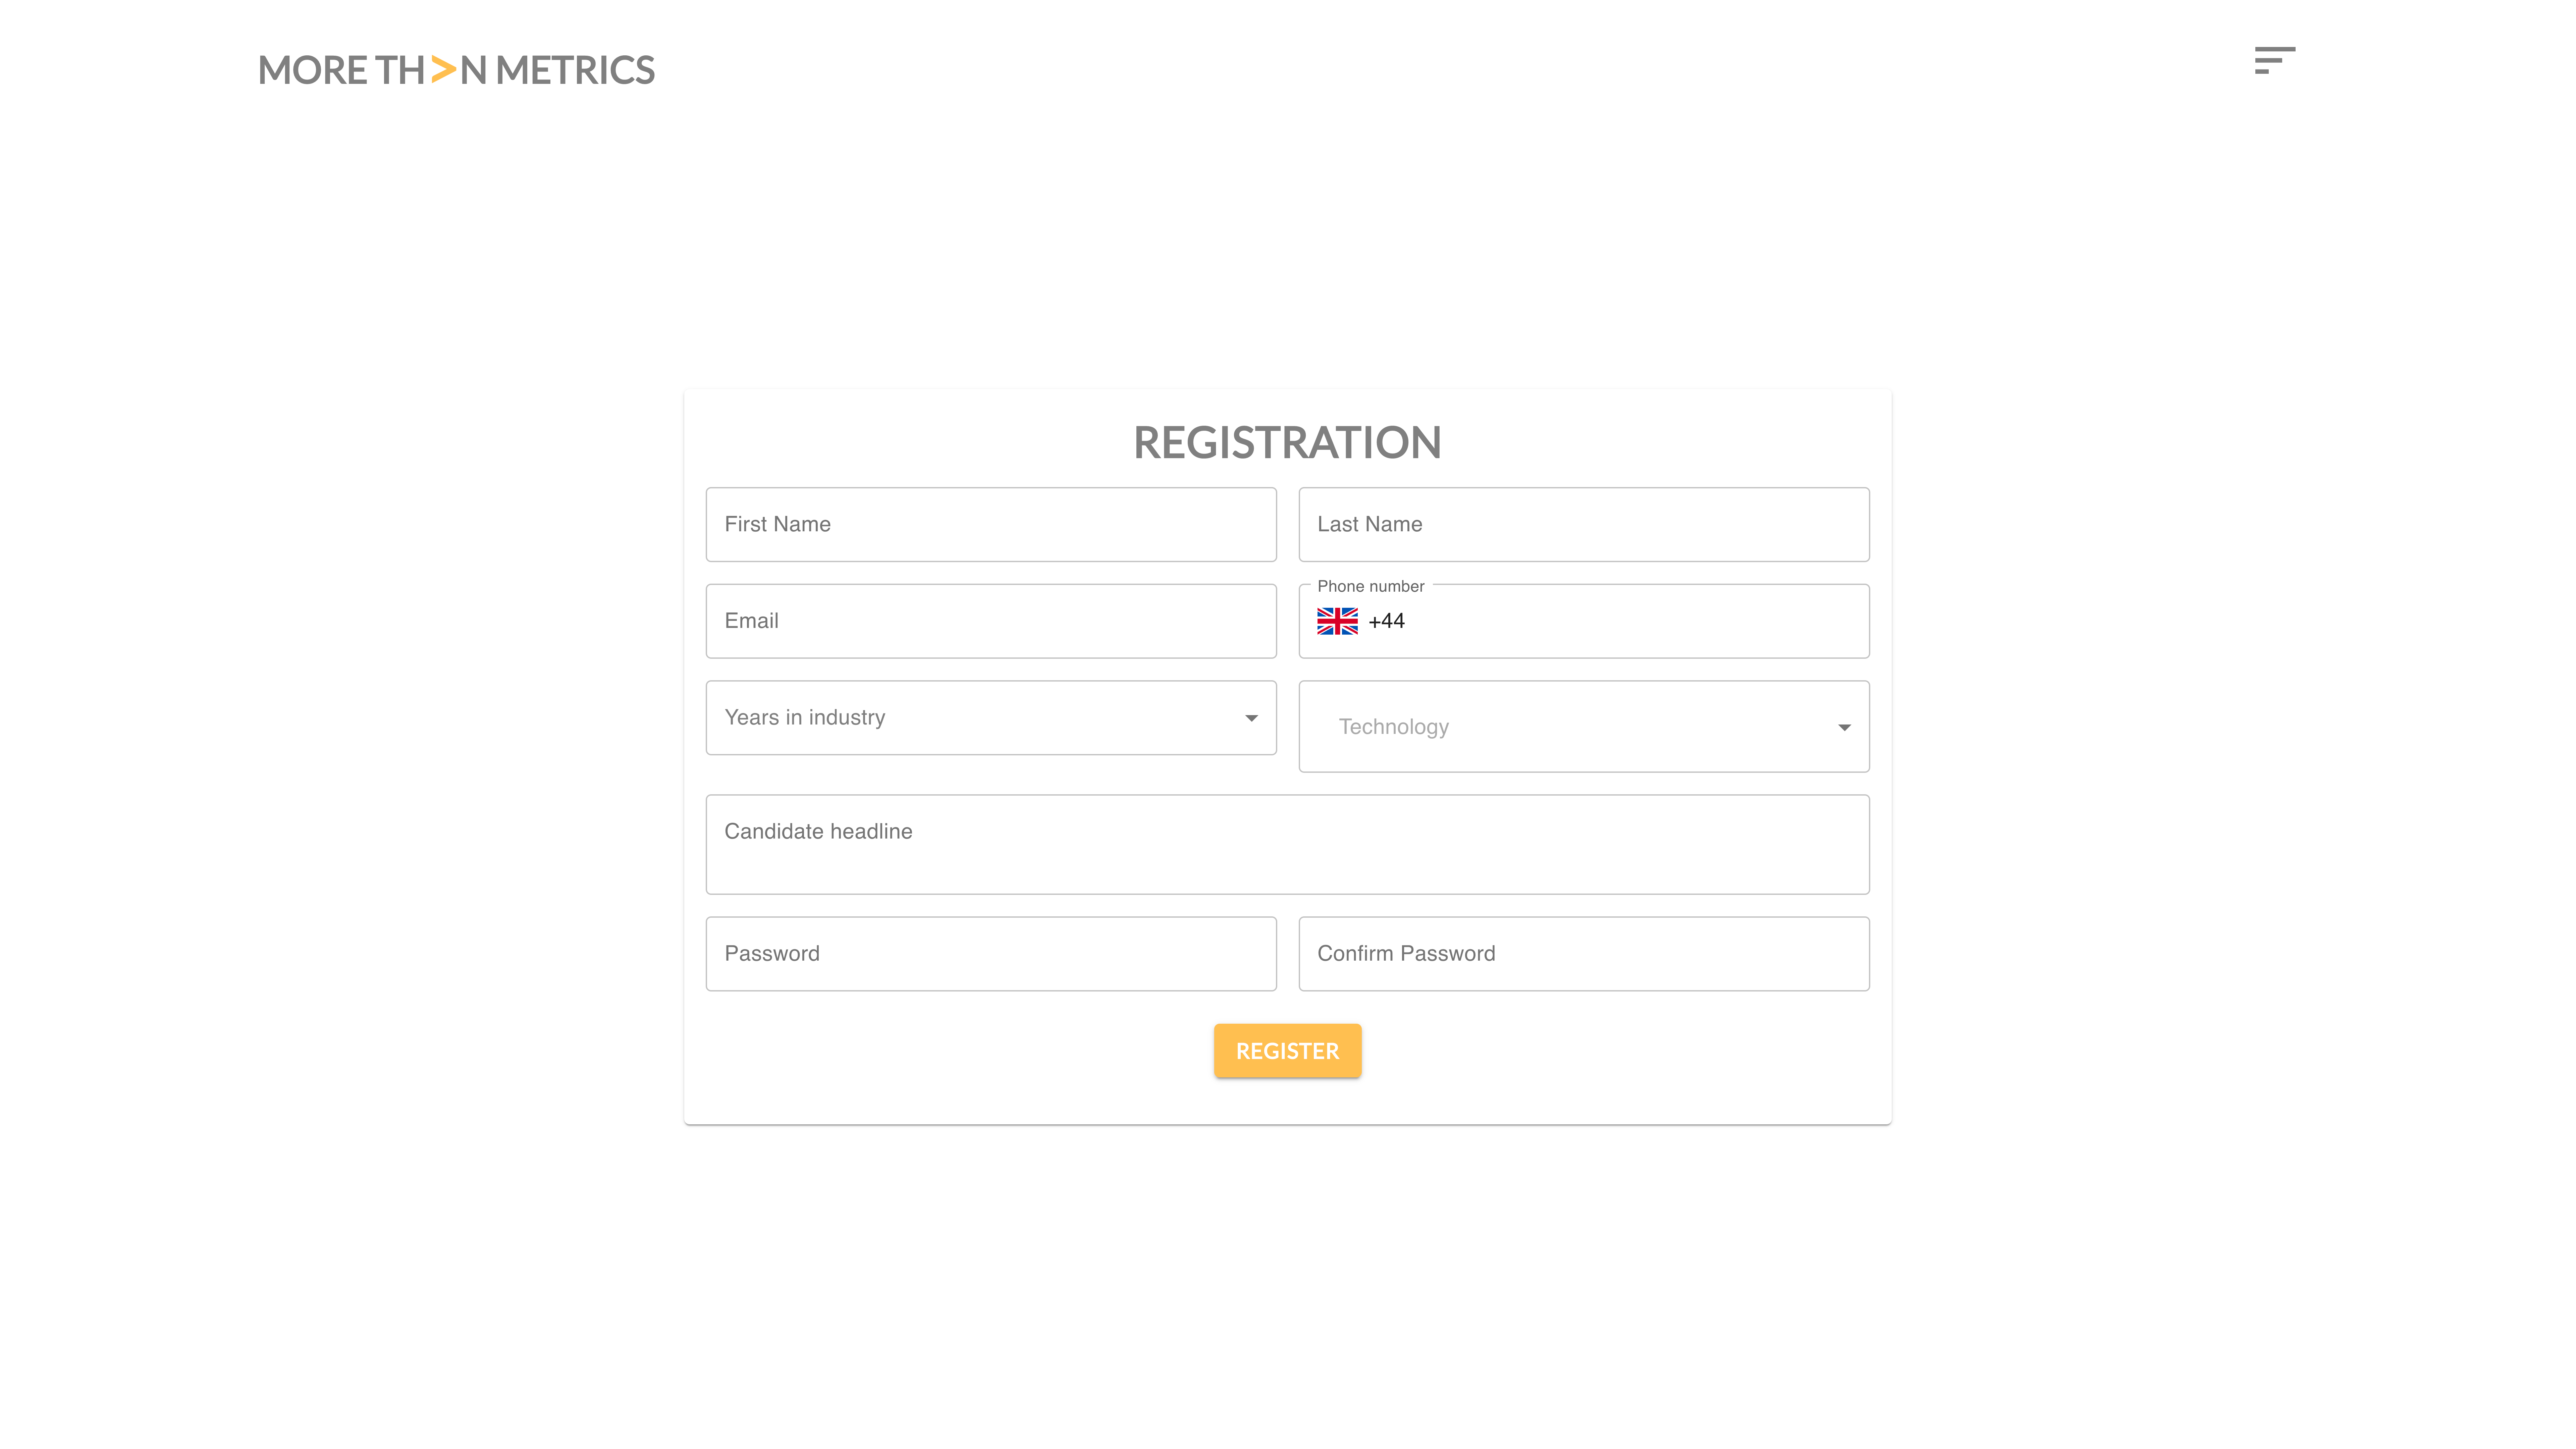 MORE TH>N METRICS
REGISTRATION
First Name
Last Name
Email
Phone number
+44
Years in industry
Technology
Candidate headline
Password
Confirm Password
REGISTER